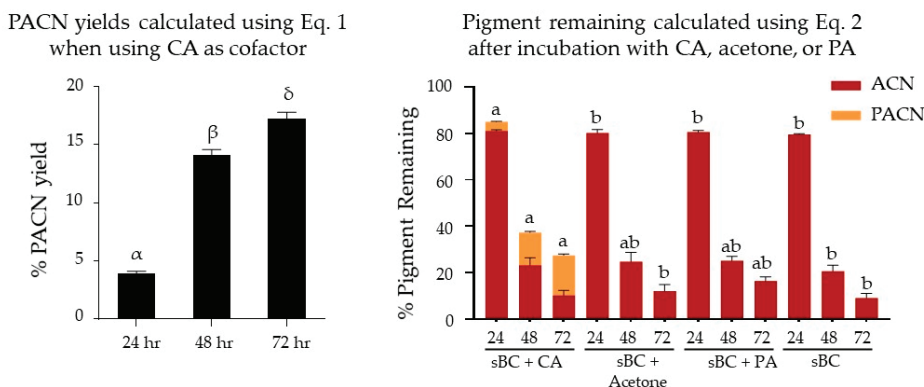 PACN yields calculated using Eq. 1
when using CA as cofactor
% PACN yield
20
15
10
5
0
α
β
δ
24 hr 48 hr 72 hr
Pigment remaining calculated using Eq. 2
after incubation with CA, acetone, or PA
% Pigment Remaining
100
80
60
40
20
0
ACN
PACN
a b b b
a a ab b ab ab b b
24 48 72 24 48 72 24 48 72 24 48 72
sBC + CA sBC + Acetone sBC + PA sBC